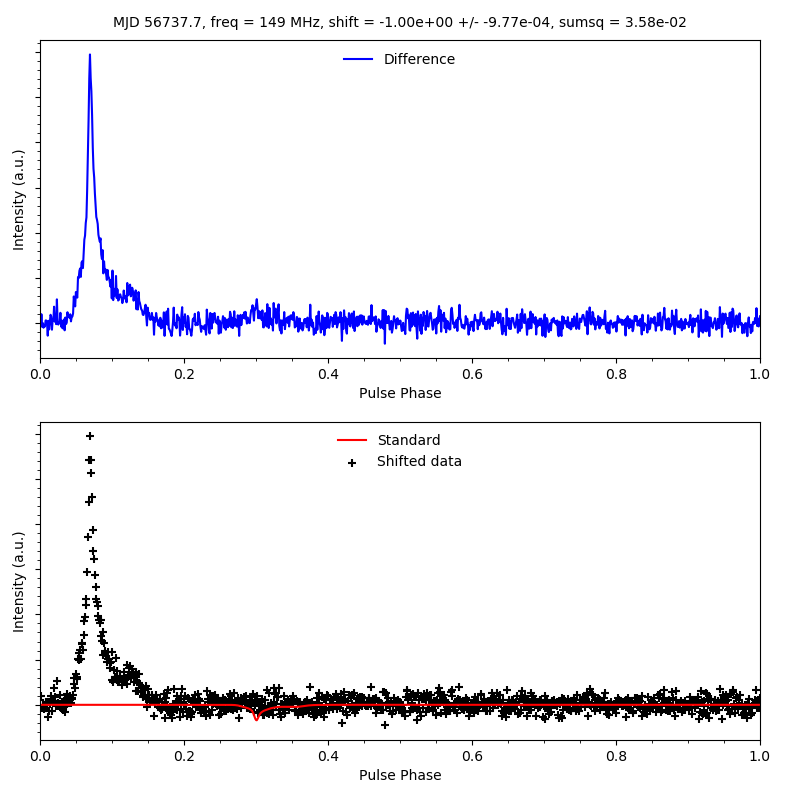 MJD 56737.7, freq = 149 MHz, shift = -1.00e+00 +/- -9.77e-04, sumsq = 3.58e-02
Difference
Intensity (a.u.)
0.0 0.2 0.4 0.6 0.8 1.0
Pulse Phase
Standard
Shifted data
Intensity (a.u.)
0.0 0.2 0.4 0.6 0.8 1.0
Pulse Phase